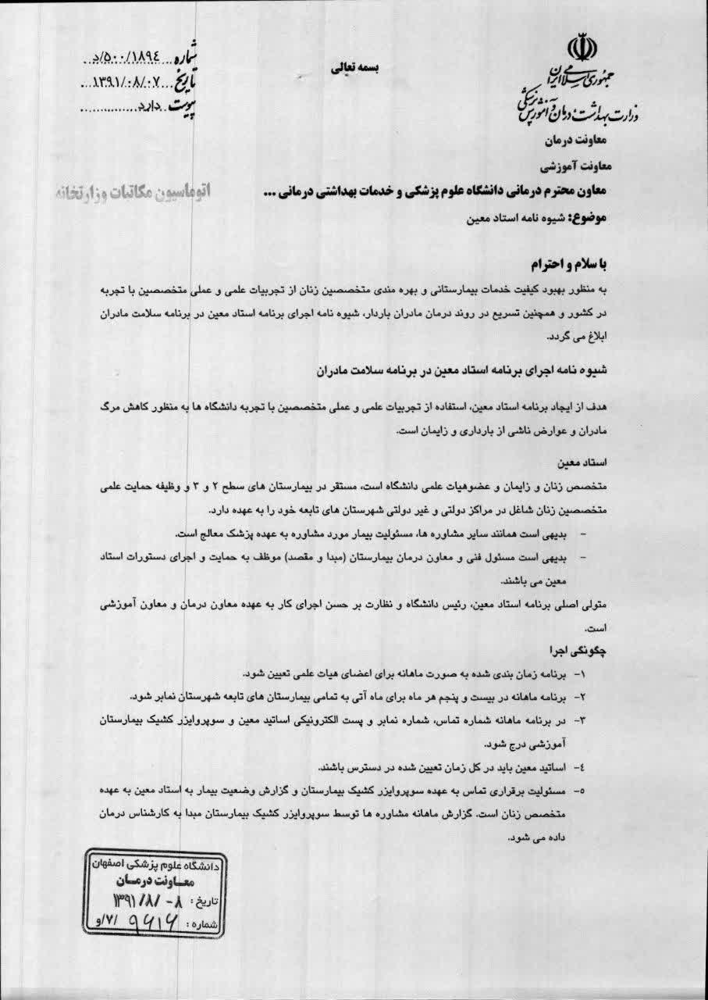 بسمه تعالی
جمهوری اسلامی ایران
وزارت بهداشت، درمان و آموزش پزشکی
شماره ۵۰۰/۱۸۹٤/د
تاریخ ۱۳۹۱/۰۸/۰۷
پیوست دارد
معاونت درمان
معاونت آموزشی
معاون محترم درمانی دانشگاه علوم پزشکی و خدمات بهداشتی درمانی ...
اتوماسیون مکاتبات وزارتخانه
موضوع: شیوه نامه استاد معین
با سلام و احترام
به منظور بهبود کیفیت خدمات بیمارستانی و بهره مندی متخصصین زنان از تجربیات علمی و عملی متخصصین با تجربه
در کشور و همچنین تسریع در روند درمان مادران باردار، شیوه نامه اجرای برنامه استاد معین در برنامه سلامت مادران
ابلاغ می گردد.
شیوه نامه اجرای برنامه استاد معین در برنامه سلامت مادران
هدف از ایجاد برنامه استاد معین، استفاده از تجربیات علمی و عملی متخصصین با تجربه دانشگاه ها به منظور کاهش مرگ
مادران و عوارض ناشی از بارداری و زایمان است.
استاد معین
متخصص زنان و زایمان و عضوهیات علمی دانشگاه است، مستقر در بیمارستان های سطح ۲ و ۳ و وظیفه حمایت علمی
متخصصین زنان شاغل در مراکز دولتی و غیر دولتی شهرستان های تابعه خود را به عهده دارد.
- بدیهی است همانند سایر مشاوره ها، مسئولیت بیمار مورد مشاوره به عهده پزشک معالج است.
- بدیهی است مسئول فنی و معاون درمان بیمارستان (مبدا و مقصد) موظف به حمایت و اجرای دستورات استاد
معین می باشند.
متولی اصلی برنامه استاد معین، رئیس دانشگاه و نظارت بر حسن اجرای کار به عهده معاون درمان و معاون آموزشی
است.
چگونگی اجرا
۱- برنامه زمان بندی شده به صورت ماهانه برای اعضای هیات علمی تعیین شود.
۲- برنامه ماهانه در بیست و پنجم هر ماه برای ماه آتی به تمامی بیمارستان های تابعه شهرستان نمابر شود.
۳- در برنامه ماهانه شماره تماس، شماره نمابر و پست الکترونیکی اساتید معین و سوپروایزر کشیک بیمارستان
آموزشی درج شود.
٤- اساتید معین باید در کل زمان تعیین شده در دسترس باشند.
۵- مسئولیت برقراری تماس به عهده سوپروایزر کشیک بیمارستان و گزارش وضعیت بیمار به استاد معین به عهده
متخصص زنان است. گزارش ماهانه مشاوره ها توسط سوپروایزر کشیک بیمارستان مبدا به کارشناس درمان
داده می شود.
دانشگاه علوم پزشکی اصفهان
معاونت درمان
تاریخ: ۱۳۹۱/۸/-۸
شماره: ۷/و/